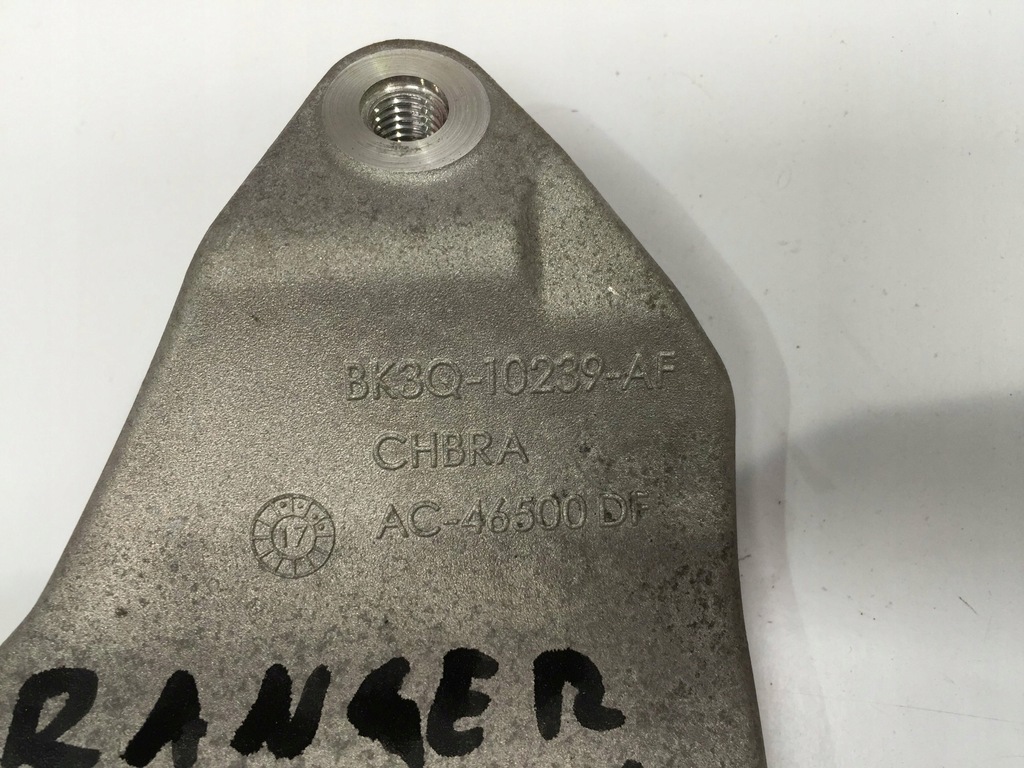 BK3Q-10239-AF
CHBRA
17 AC-46500 DF
RANGER